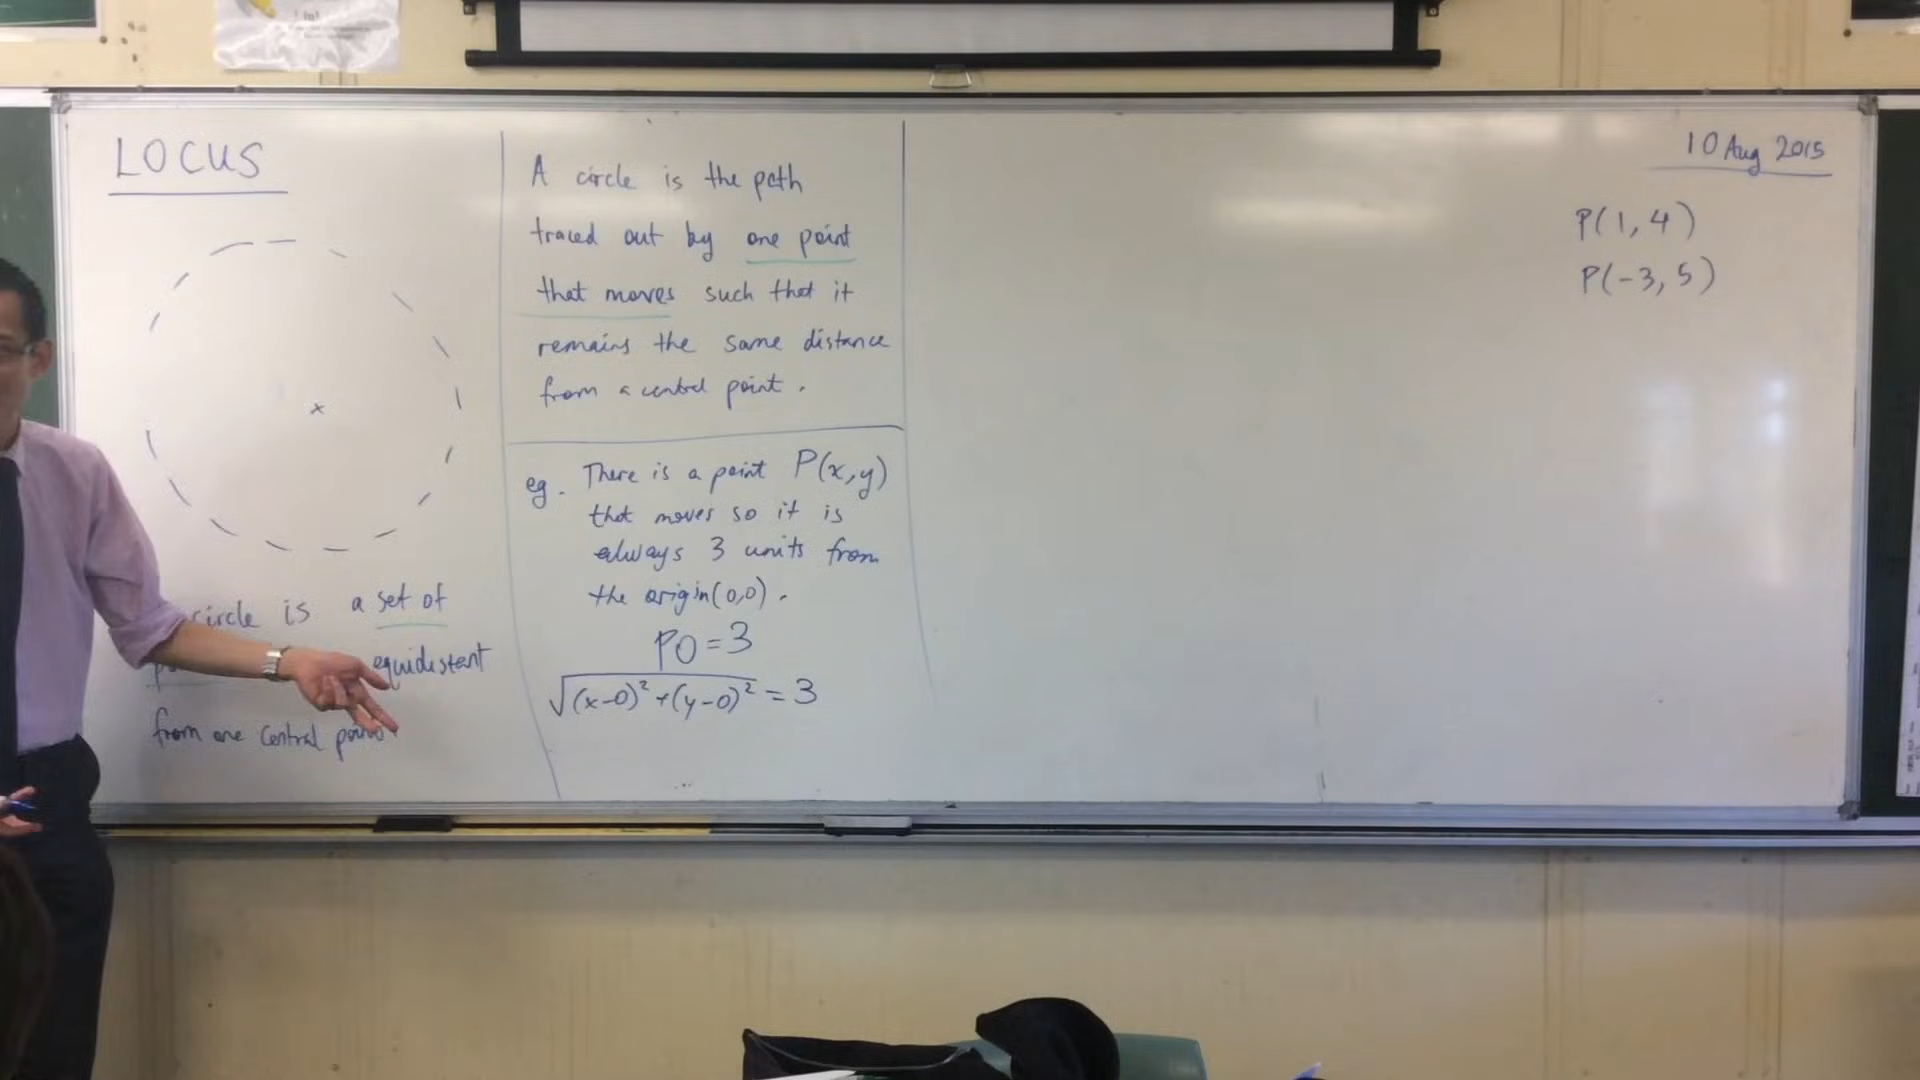 LOCUS
circle is a set of
equidistant
from one central point
A circle is the path
traced out by one point
that moves such that it
remains the same distance
from a central point.
eg. There is a point P(x,y)
that moves so it is
always 3 units from
the origin (0,0).
PO = 3
√(x-0)² + (y-0)² = 3
10 Aug 2015
P(1, 4)
P(-3, 5)